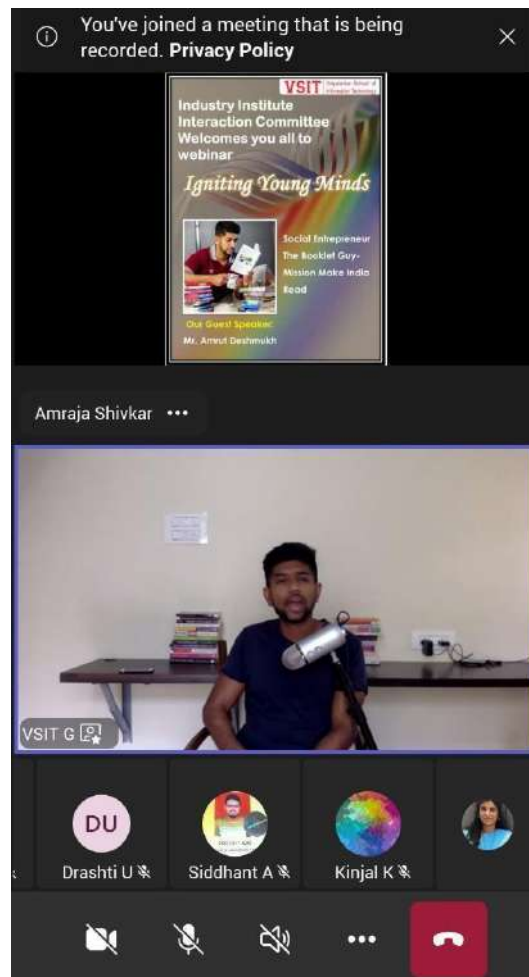 You've joined a meeting that is being
recorded. Privacy Policy
VSIT
Industry Institute
Interaction Committee
Welcomes you all to
webinar
Igniting Young Minds
Social Entrepreneur
The Booklet Guy-
Mission Make India
Read
Our Guest Speaker:
Mr. Amrut Deshmukh
Amraja Shivkar
VSIT G
DU
Drashti U
Siddhant A
Kinjal K